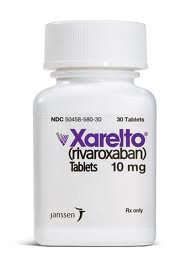 NDC 50458-580-30 30 Tablets
Xarelto®
(rivaroxaban)
Tablets 10 mg
janssen
Rx only